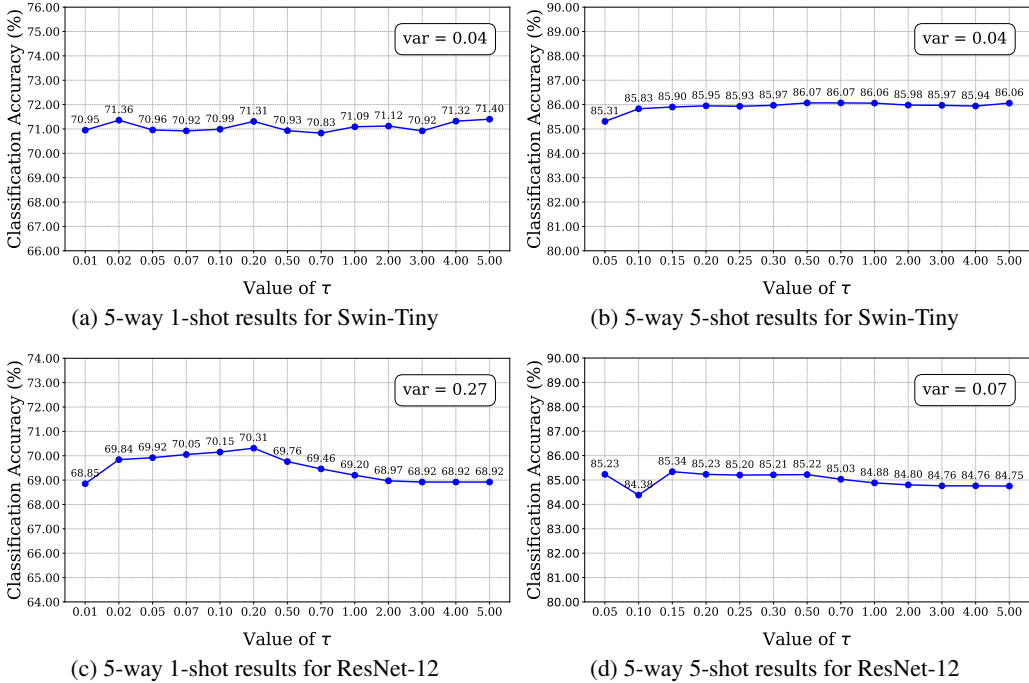 76.00
75.00
74.00
73.00
72.00
71.00
70.00
69.00
68.00
67.00
66.00
Classification Accuracy (%)
var = 0.04
70.95 71.36 70.96 70.92 70.99 71.31 70.93 70.83 71.09 71.12 70.92 71.32 71.40
0.01 0.02 0.05 0.07 0.10 0.20 0.50 0.70 1.00 2.00 3.00 4.00 5.00
Value of τ
(a) 5-way 1-shot results for Swin-Tiny
90.00
89.00
88.00
87.00
86.00
85.00
84.00
83.00
82.00
81.00
80.00
Classification Accuracy (%)
var = 0.04
85.31 85.83 85.90 85.95 85.93 85.97 86.07 86.07 86.06 85.98 85.97 85.94 86.06
0.05 0.10 0.15 0.20 0.25 0.30 0.50 0.70 1.00 2.00 3.00 4.00 5.00
Value of τ
(b) 5-way 5-shot results for Swin-Tiny
74.00
73.00
72.00
71.00
70.00
69.00
68.00
67.00
66.00
65.00
64.00
Classification Accuracy (%)
var = 0.27
68.85 69.84 69.92 70.05 70.15 70.31 69.76 69.46 69.20 68.97 68.92 68.92 68.92
0.01 0.02 0.05 0.07 0.10 0.20 0.50 0.70 1.00 2.00 3.00 4.00 5.00
Value of τ
(c) 5-way 1-shot results for ResNet-12
90.00
89.00
88.00
87.00
86.00
85.00
84.00
83.00
82.00
81.00
80.00
Classification Accuracy (%)
var = 0.07
85.23 84.38 85.34 85.23 85.20 85.21 85.22 85.03 84.88 84.80 84.76 84.76 84.75
0.05 0.10 0.15 0.20 0.25 0.30 0.50 0.70 1.00 2.00 3.00 4.00 5.00
Value of τ
(d) 5-way 5-shot results for ResNet-12